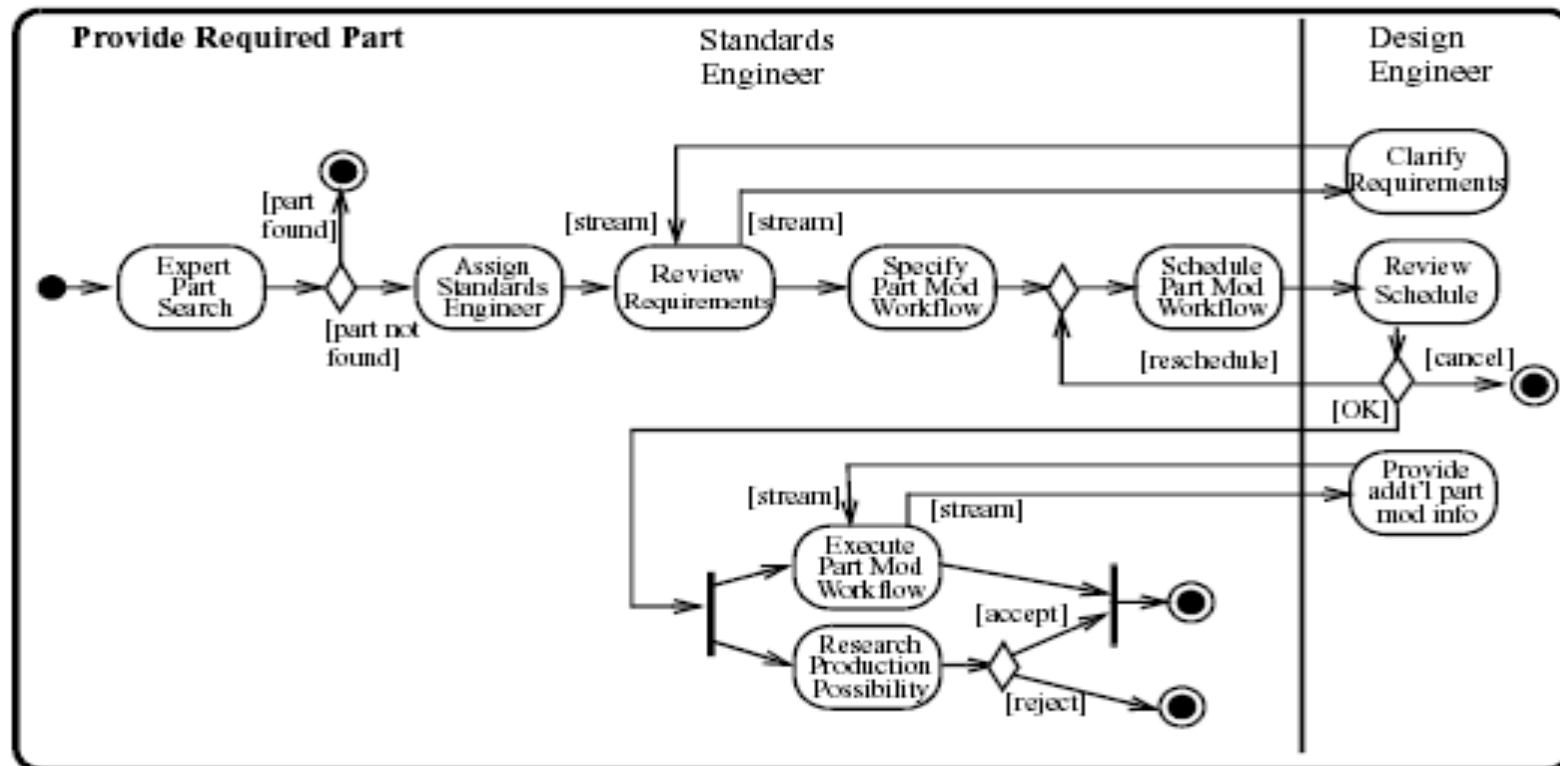 Provide Required Part
Standards
Engineer
Design
Engineer
Clarify
Requirements
[part
found]
[stream]
[stream]
Expert
Part
Search
Assign
Standards
Engineer
Review
Requirements
Specify
Part Mod
Workflow
Schedule
Part Mod
Workflow
Review
Schedule
[part not
found]
[reschedule]
[cancel]
[OK]
[stream]
[stream]
Provide
addt'l part
mod info
Execute
Part Mod
Workflow
[accept]
Research
Production
Possibility
[reject]